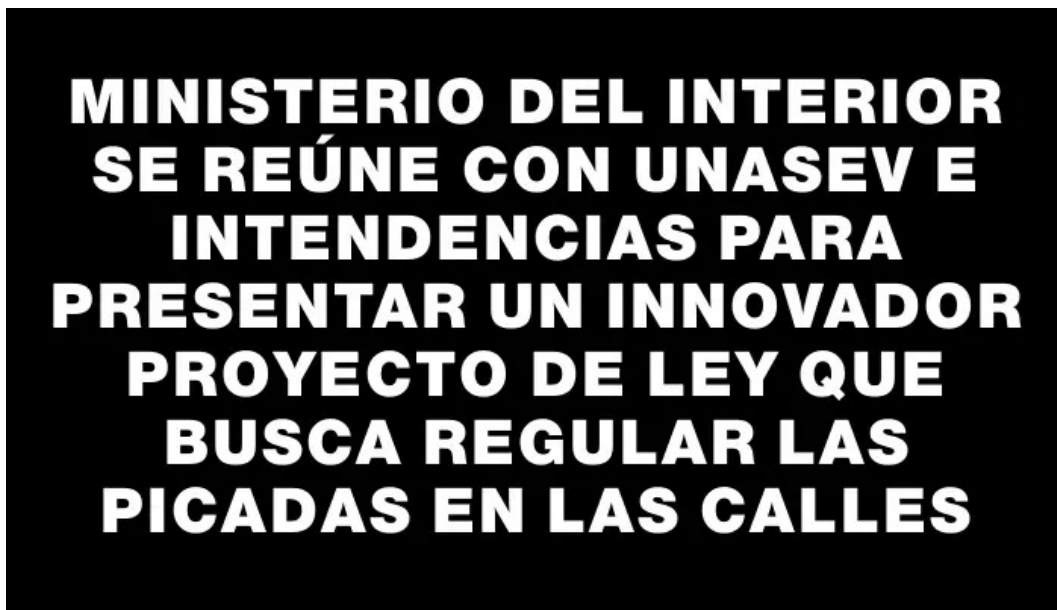 MINISTERIO DEL INTERIOR
SE REÚNE CON UNASEV E
INTENDENCIAS PARA
PRESENTAR UN INNOVADOR
PROYECTO DE LEY QUE
BUSCA REGULAR LAS
PICADAS EN LAS CALLES